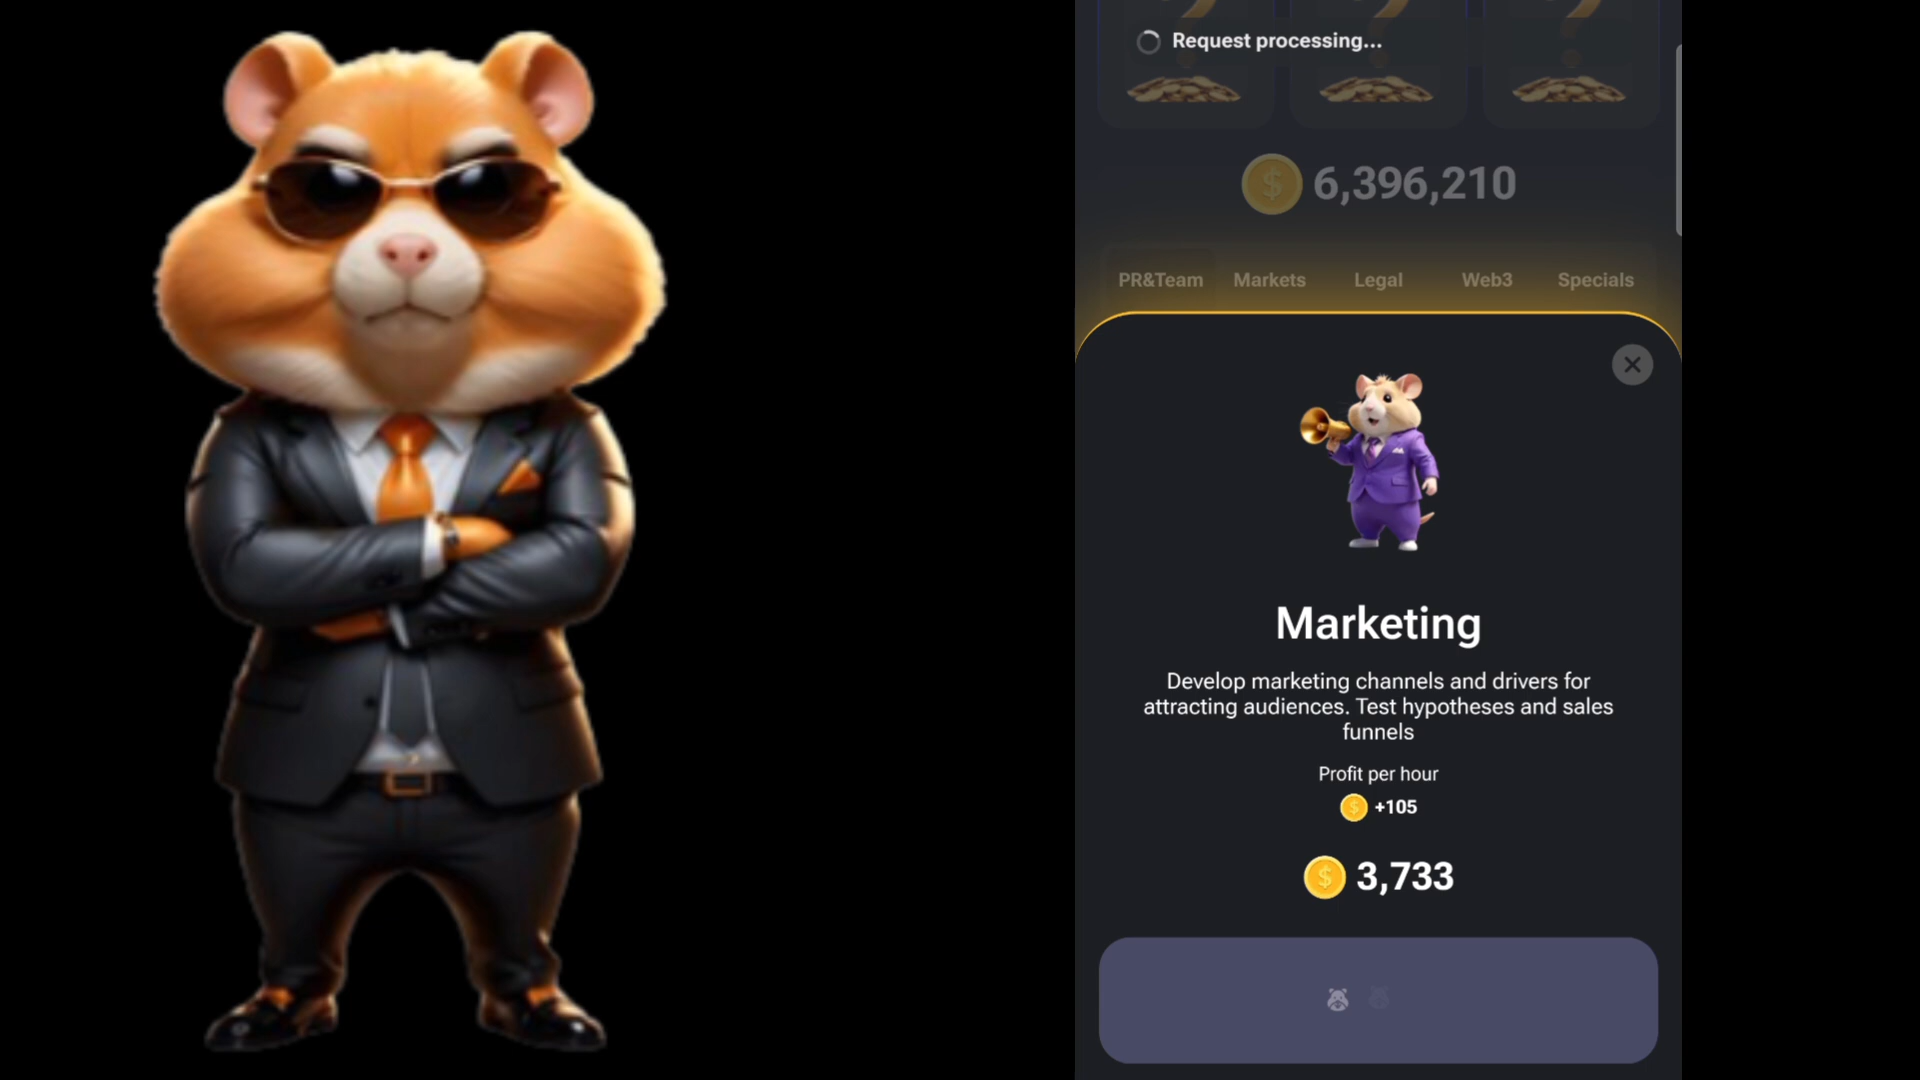 Request processing...
6,396,210
PR&Team Markets Legal Web3 Specials
Marketing
Develop marketing channels and drivers for
attracting audiences. Test hypotheses and sales
funnels
Profit per hour
+105
3,733